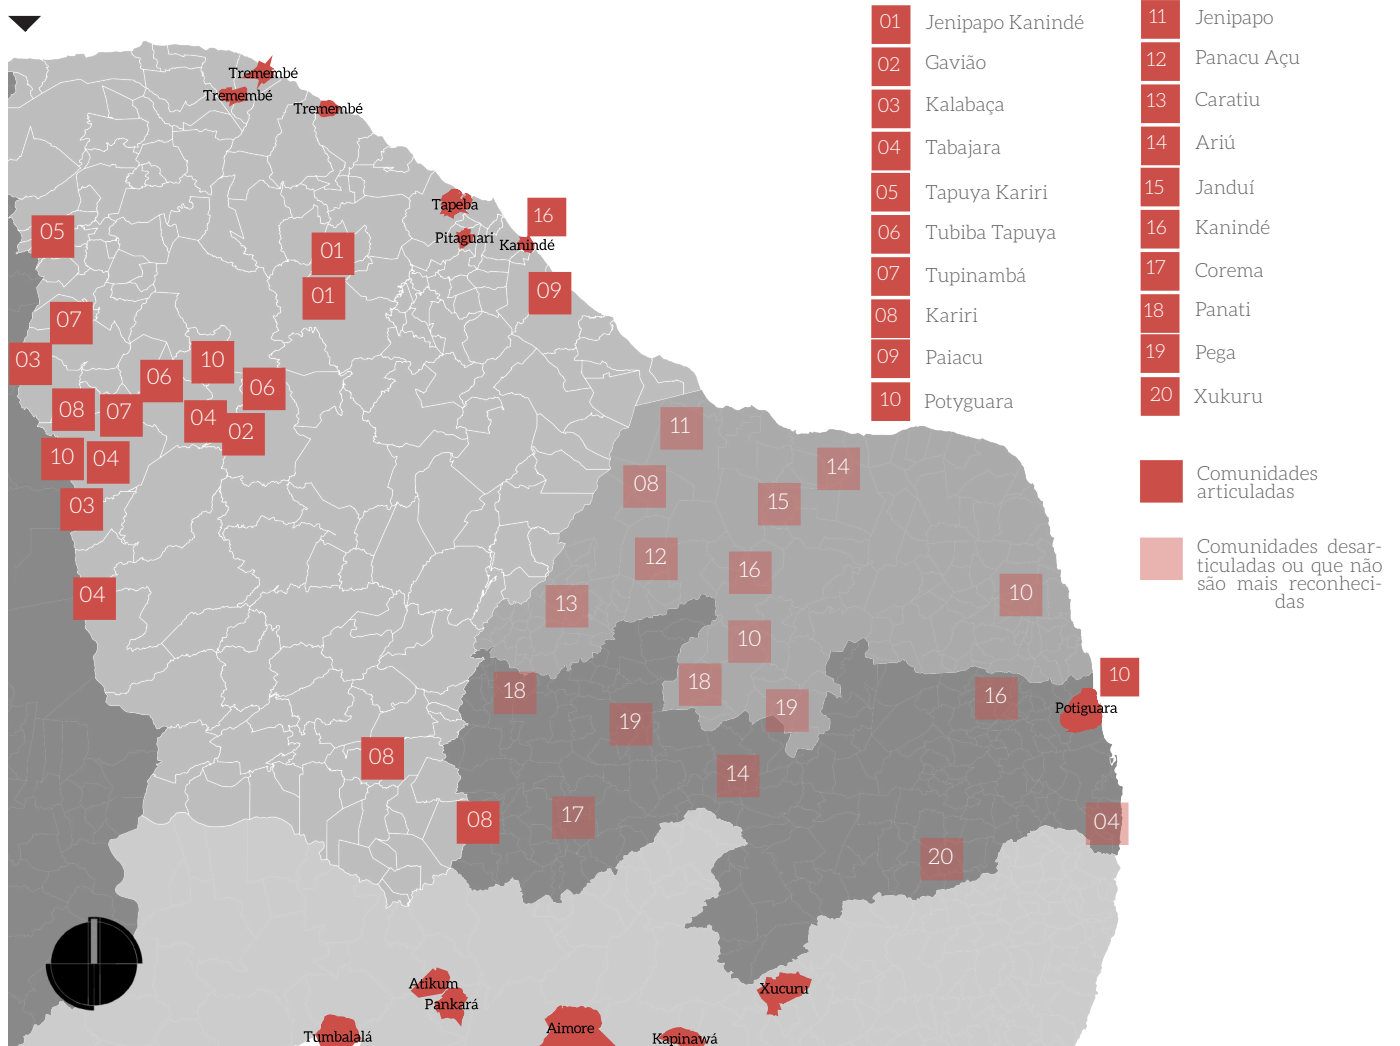 01 Jenipapo Kanindé
02 Gavião
03 Kalabaça
04 Tabajara
05 Tapuya Kariri
06 Tubiba Tapuya
07 Tupinambá
08 Kariri
09 Paiacu
10 Potyguara
11 Jenipapo
12 Panacu Açu
13 Caratiu
14 Ariú
15 Janduí
16 Kanindé
17 Corema
18 Panati
19 Pega
20 Xukuru
Comunidades
articuladas
Comunidades desar-
ticuladas ou que não
são mais reconheci-
das
Tremembé
Tremembé
Tremembé
Tapeba
16
Pitaguari
Kanindé
05
01
01
09
07
03
10
06
06
08
07
04
02
10
04
03
04
11
08
14
15
12
16
13
10
10
18
18
19
19
16
10
Potiguara
08
14
08
17
04
20
Atikum
Pankará
Xucuru
Tumbalalá
Aimore
Kapinawá